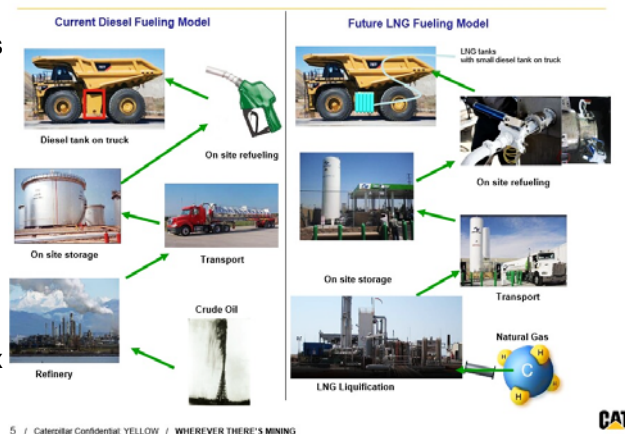 Current Diesel Fueling Model
Diesel tank on truck
On site refueling
On site storage
Transport
Refinery
Crude Oil
Future LNG Fueling Model
LNG tanks
with small diesel tank on truck
On site refueling
On site storage
Transport
LNG Liquification
Natural Gas
H
H
C
H
5 / Caterpillar Confidential: YELLOW / WHEREVER THERE'S MINING
CAT